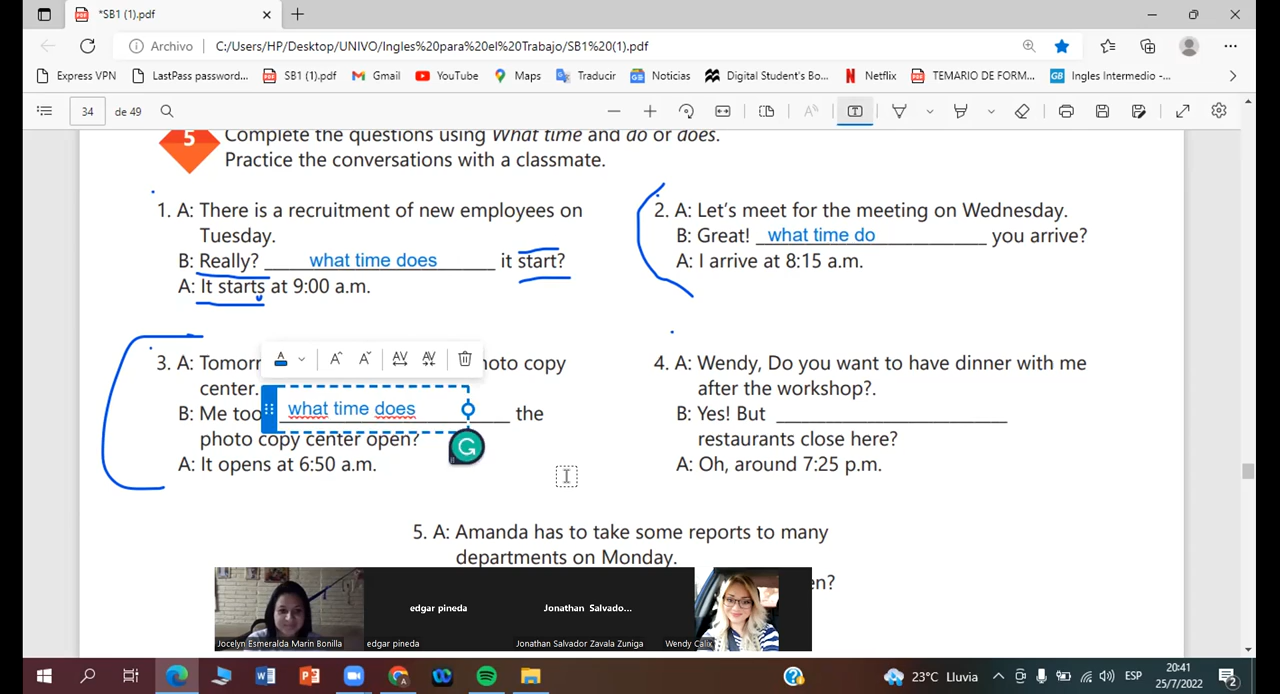 *SB1 (1).pdf
Archivo C:/Users/HP/Desktop/UNIVO/Ingles%20para%20el%20Trabajo/SB1%20(1).pdf
Express VPN LastPass password... SB1 (1).pdf Gmail YouTube Maps Traducir Noticias Digital Student's Bo... Netflix TEMARIO DE FORM... Ingles Intermedio -...
34 de 49
5 Complete the questions using What time and do or does.
Practice the conversations with a classmate.
1. A: There is a recruitment of new employees on
Tuesday.
B: Really? what time does it start?
A: It starts at 9:00 a.m.
2. A: Let's meet for the meeting on Wednesday.
B: Great! what time do you arrive?
A: I arrive at 8:15 a.m.
3. A: Tomorr hoto copy
center.
B: Me too what time does the
photo copy center open?
A: It opens at 6:50 a.m.
4. A: Wendy, Do you want to have dinner with me
after the workshop?.
B: Yes! But
restaurants close here?
A: Oh, around 7:25 p.m.
5. A: Amanda has to take some reports to many
departments on Monday.
en?
edgar pineda
Jonathan Salvado...
Jocelyn Esmeralda Marin Bonilla
edgar pineda
Jonathan Salvador Zavala Zuniga
Wendy Calix
23°C Lluvia
ESP
20:41
25/7/2022